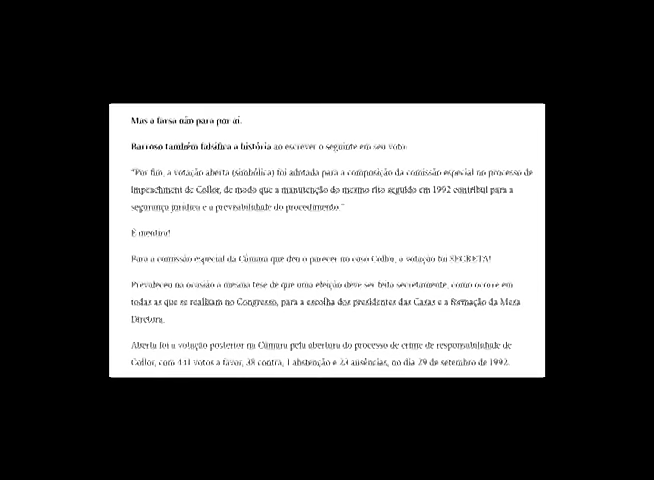 Mas a farsa não para por aí.
Barroso também falsifica a história ao escrever o seguinte em seu voto:
"Por fim, a votação aberta (simbólica) foi adotada para a composição da comissão especial no processo de
impeachment de Collor, de modo que a manutenção do mesmo rito seguido em 1992 contribui para a
segurança jurídica e a previsibilidade do procedimento."
É mentira!
Para a comissão especial da Câmara que deu o parecer no caso Collor, a votação foi SECRETA!
Prevaleceu na ocasião a mesma tese de que uma eleição deve ser feita secretamente, como ocorre em
todas as que se realizam no Congresso, para a escolha dos presidentes das Casas e a formação da Mesa
Diretora.
Aberta foi a votação posterior na Câmara pela abertura do processo de crime de responsabilidade de
Collor, com 441 votos a favor, 38 contra, 1 abstenção e 23 ausências, no dia 29 de setembro de 1992.